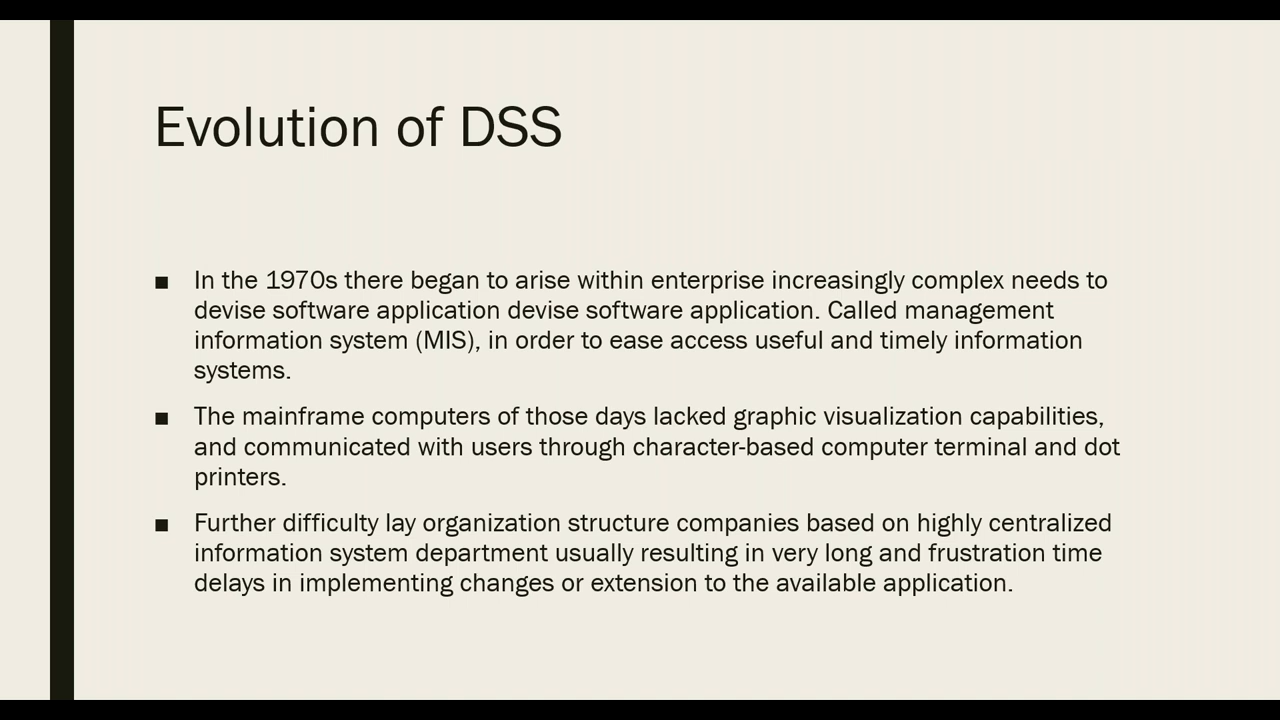 Evolution of DSS
■ In the 1970s there began to arise within enterprise increasingly complex needs to
devise software application devise software application. Called management
information system (MIS), in order to ease access useful and timely information
systems.
■ The mainframe computers of those days lacked graphic visualization capabilities,
and communicated with users through character-based computer terminal and dot
printers.
■ Further difficulty lay organization structure companies based on highly centralized
information system department usually resulting in very long and frustration time
delays in implementing changes or extension to the available application.